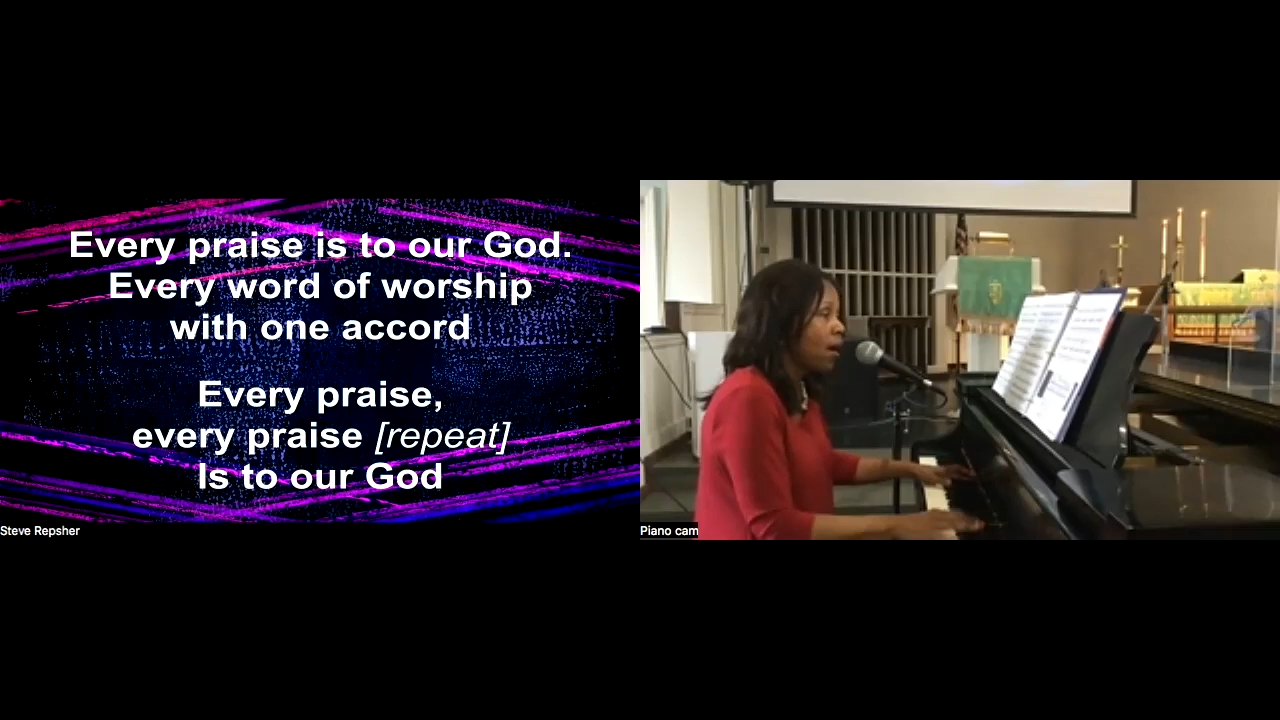 Every praise is to our God.
Every word of worship
with one accord
Every praise,
every praise [repeat]
Is to our God
Steve Repsher
Piano cam